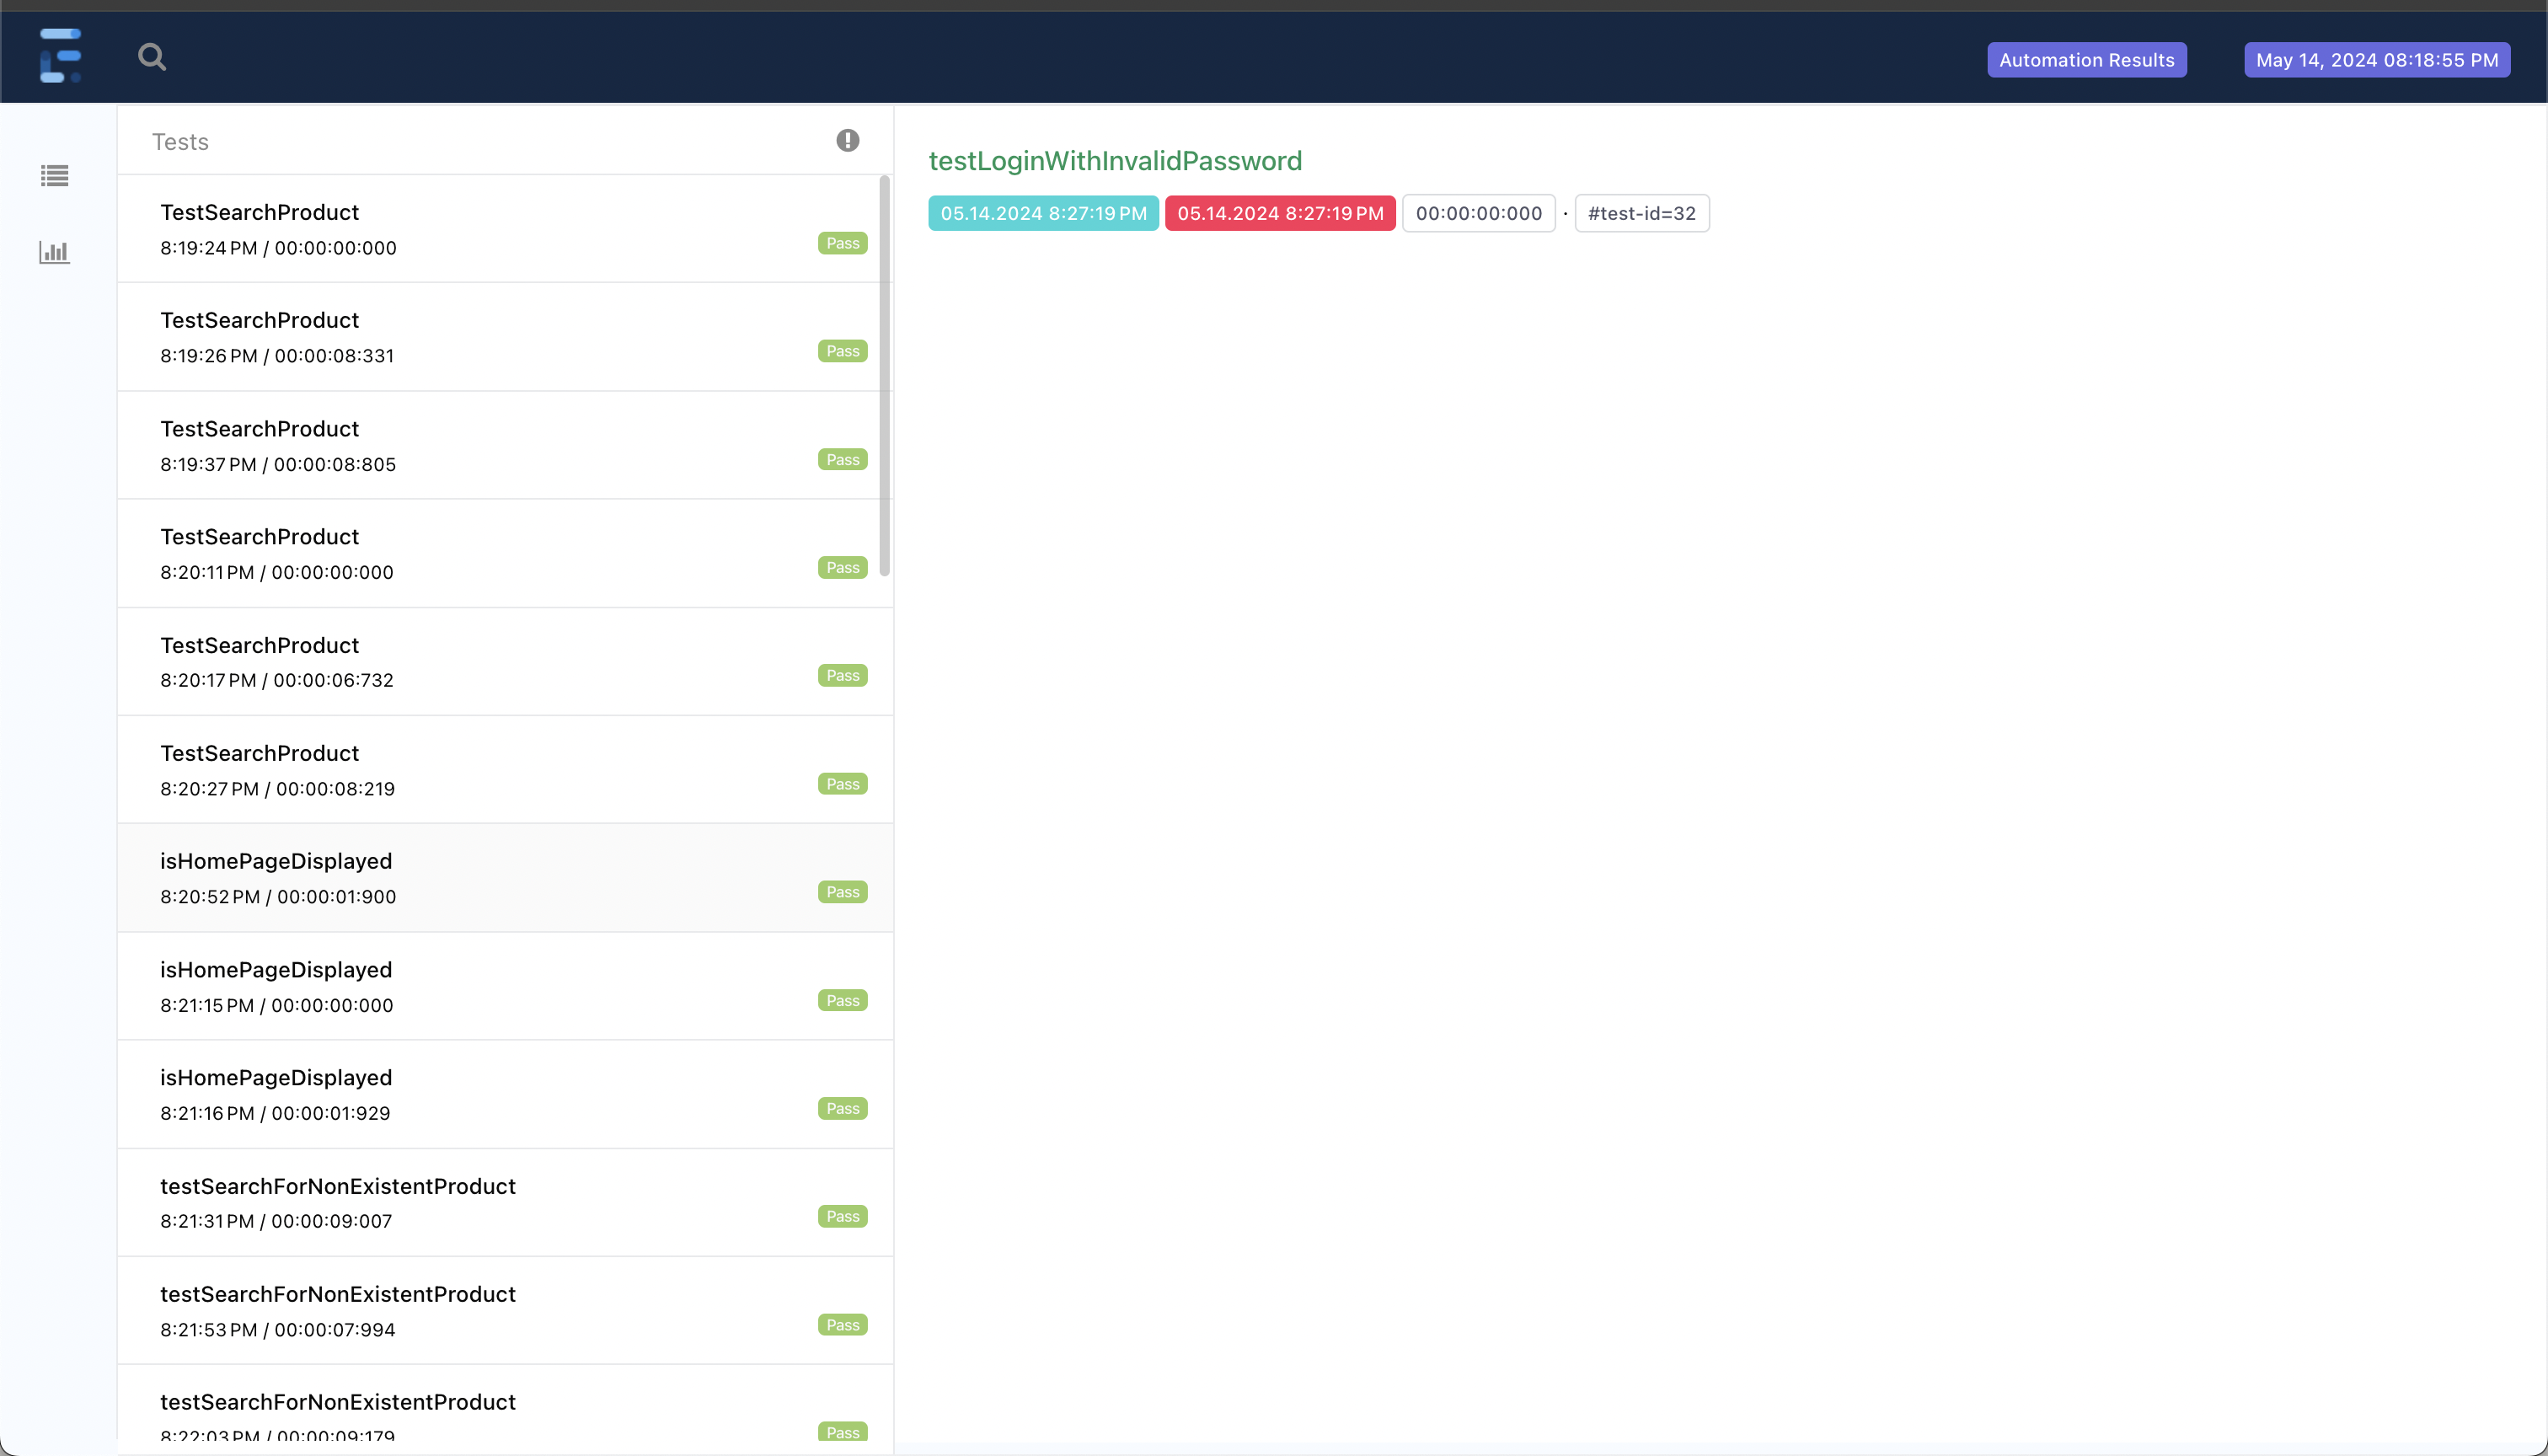 Automation Results
May 14, 2024 08:18:55 PM
Tests
TestSearchProduct
8:19:24 PM / 00:00:00:000
Pass
TestSearchProduct
8:19:26 PM / 00:00:08:331
Pass
TestSearchProduct
8:19:37 PM / 00:00:08:805
Pass
TestSearchProduct
8:20:11 PM / 00:00:00:000
Pass
TestSearchProduct
8:20:17 PM / 00:00:06:732
Pass
TestSearchProduct
8:20:27 PM / 00:00:08:219
Pass
isHomePageDisplayed
8:20:52 PM / 00:00:01:900
Pass
isHomePageDisplayed
8:21:15 PM / 00:00:00:000
Pass
isHomePageDisplayed
8:21:16 PM / 00:00:01:929
Pass
testSearchForNonExistentProduct
8:21:31 PM / 00:00:09:007
Pass
testSearchForNonExistentProduct
8:21:53 PM / 00:00:07:994
Pass
testSearchForNonExistentProduct
8:22:03 PM / 00:00:09:179
Pass
testLoginWithInvalidPassword
05.14.2024 8:27:19 PM 05.14.2024 8:27:19 PM 00:00:00:000 · #test-id=32